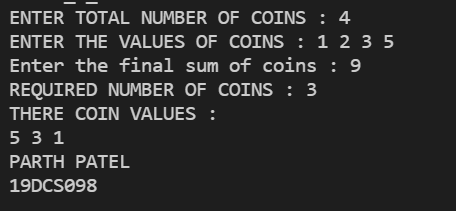 ENTER TOTAL NUMBER OF COINS : 4
ENTER THE VALUES OF COINS : 1 2 3 5
Enter the final sum of coins : 9
REQUIRED NUMBER OF COINS : 3
THERE COIN VALUES :
5 3 1
PARTH PATEL
19DCS098